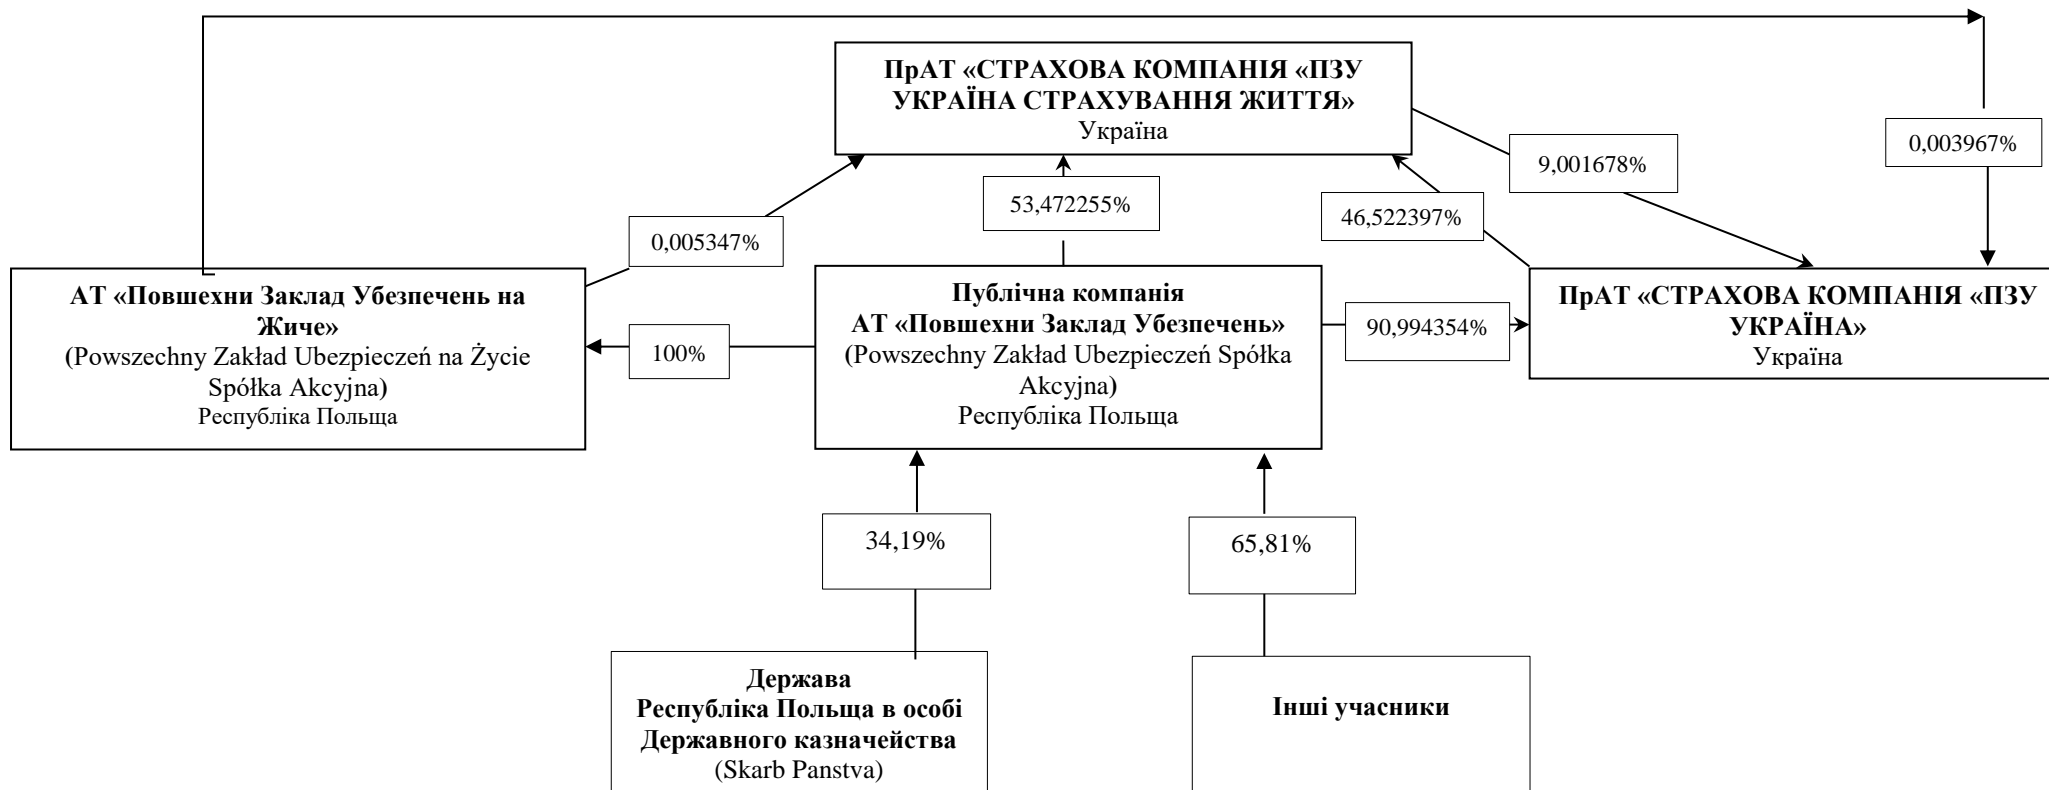 ПрАТ «СТРАХОВА КОМПАНІЯ «ПЗУ
УКРАЇНА СТРАХУВАННЯ ЖИТТЯ»
Україна
0,003967%
9,001678%
53,472255%
46,522397%
0,005347%
АТ «Повшехни Заклад Убезпечень на
Жиче»
(Powszechny Zakład Ubezpieczeń na Życie
Spółka Akcyjna)
Республіка Польща
100%
Публічна компанія
АТ «Повшехни Заклад Убезпечень»
(Powszechny Zakład Ubezpieczeń Spółka
Akcyjna)
Республіка Польща
90,994354%
ПрАТ «СТРАХОВА КОМПАНІЯ «ПЗУ
УКРАЇНА»
Україна
34,19%
65,81%
Держава
Республіка Польща в особі
Державного казначейства
(Skarb Panstva)
Інші учасники